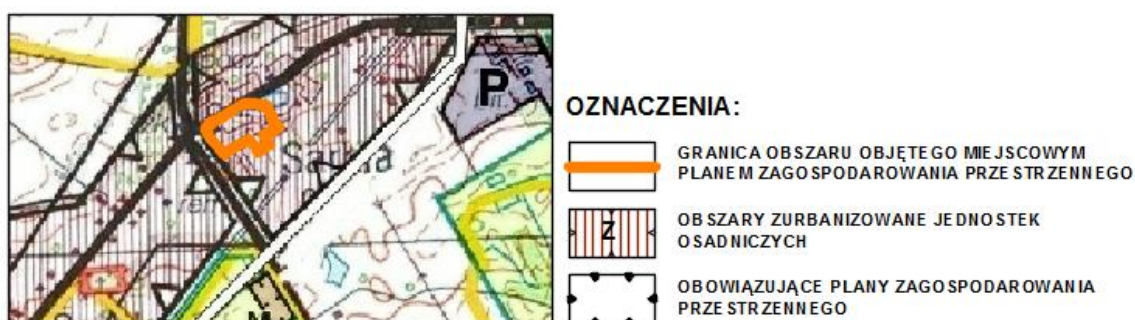 P
OZNACZENIA:
GRANICA OBSZARU OBJĘTEGO MIEJSCOWYM
PLANEM ZAGOSPODAROWANIA PRZESTRZENNEGO
Z
OBSZARY ZURBANIZOWANE JEDNOSTEK
OSADNICZYCH
OBOWIĄZUJĄCE PLANY ZAGOSPODAROWANIA
PRZESTRZENNEGO